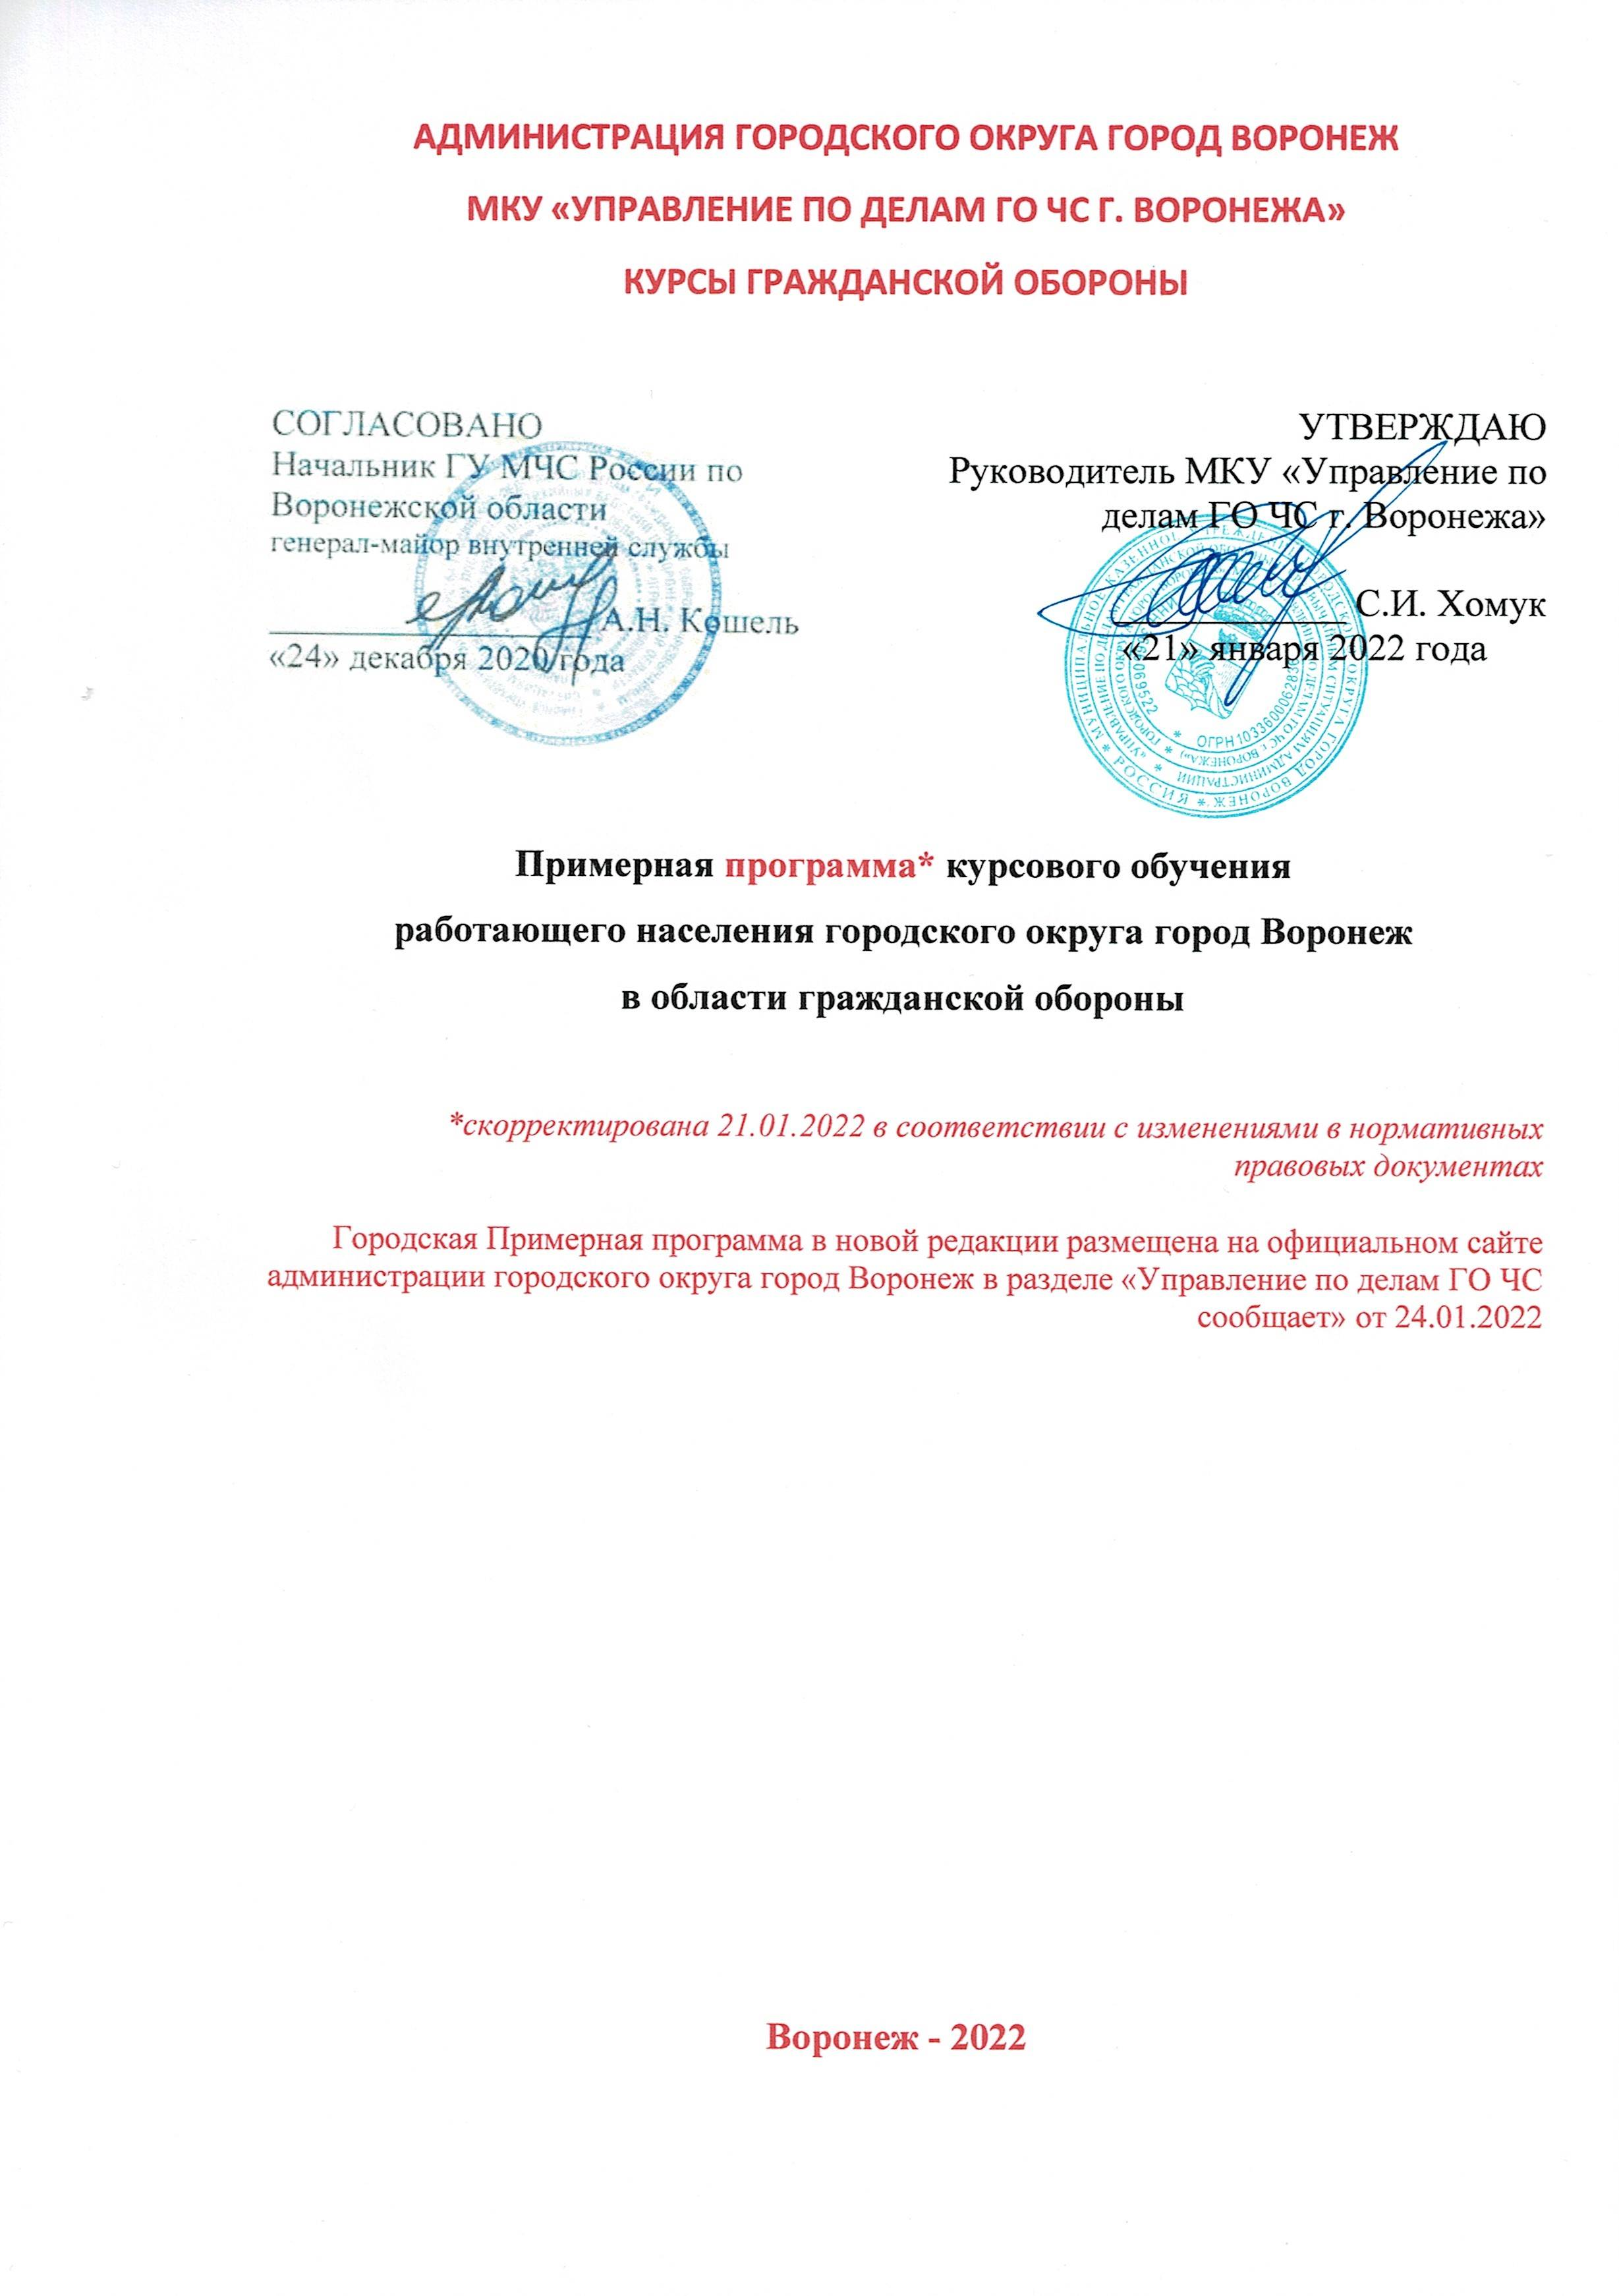 АДМИНИСТРАЦИЯ ГОРОДСКОГО ОКРУГА ГОРОД ВОРОНЕЖ
МКУ «УПРАВЛЕНИЕ ПО ДЕЛАМ ГО ЧС Г. ВОРОНЕЖА»
КУРСЫ ГРАЖДАНСКОЙ ОБОРОНЫ
СОГЛАСОВАНО
Начальник ГУ МЧС России по
Воронежской области
генерал-майор внутренней службы
А.Н. Кошель
«24» декабря 2020 года
УТВЕРЖДАЮ
Руководитель МКУ «Управление по
делам ГО ЧС г. Воронежа»
С.И. Хомук
«21» января 2022 года
ОГРН 1033600062836
РОССИЯ
Примерная программа* курсового обучения
работающего населения городского округа город Воронеж
в области гражданской обороны
*скорректирована 21.01.2022 в соответствии с изменениями в нормативных
правовых документах
Городская Примерная программа в новой редакции размещена на официальном сайте
администрации городского округа город Воронеж в разделе «Управление по делам ГО ЧС
сообщает» от 24.01.2022
Воронеж - 2022